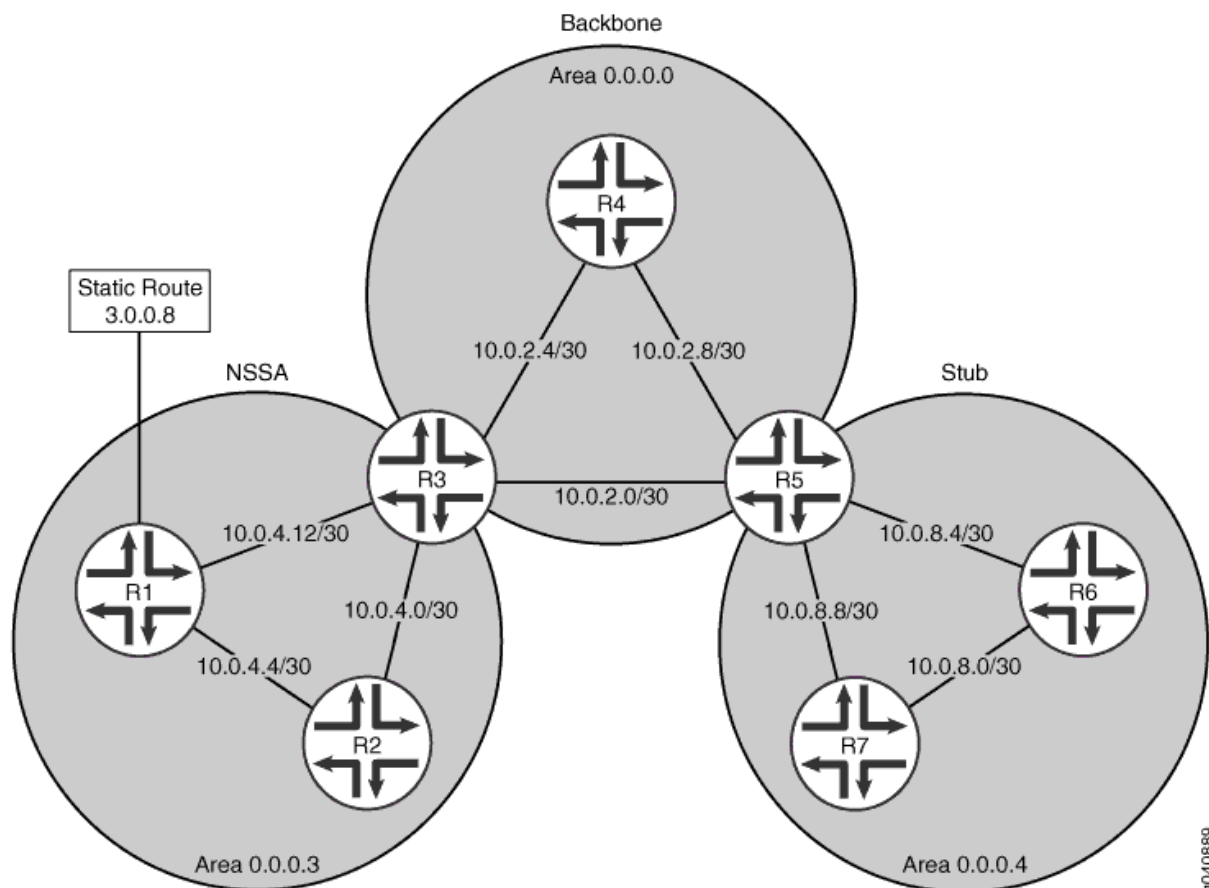 Backbone
Area 0.0.0.0
R4
Static Route
3.0.0.8
10.0.2.4/30
10.0.2.8/30
NSSA
Stub
R3
R5
10.0.2.0/30
10.0.4.12/30
10.0.8.4/30
R1
R6
10.0.4.0/30
10.0.8.8/30
10.0.4.4/30
10.0.8.0/30
R2
R7
Area 0.0.0.3
Area 0.0.0.4
g040889